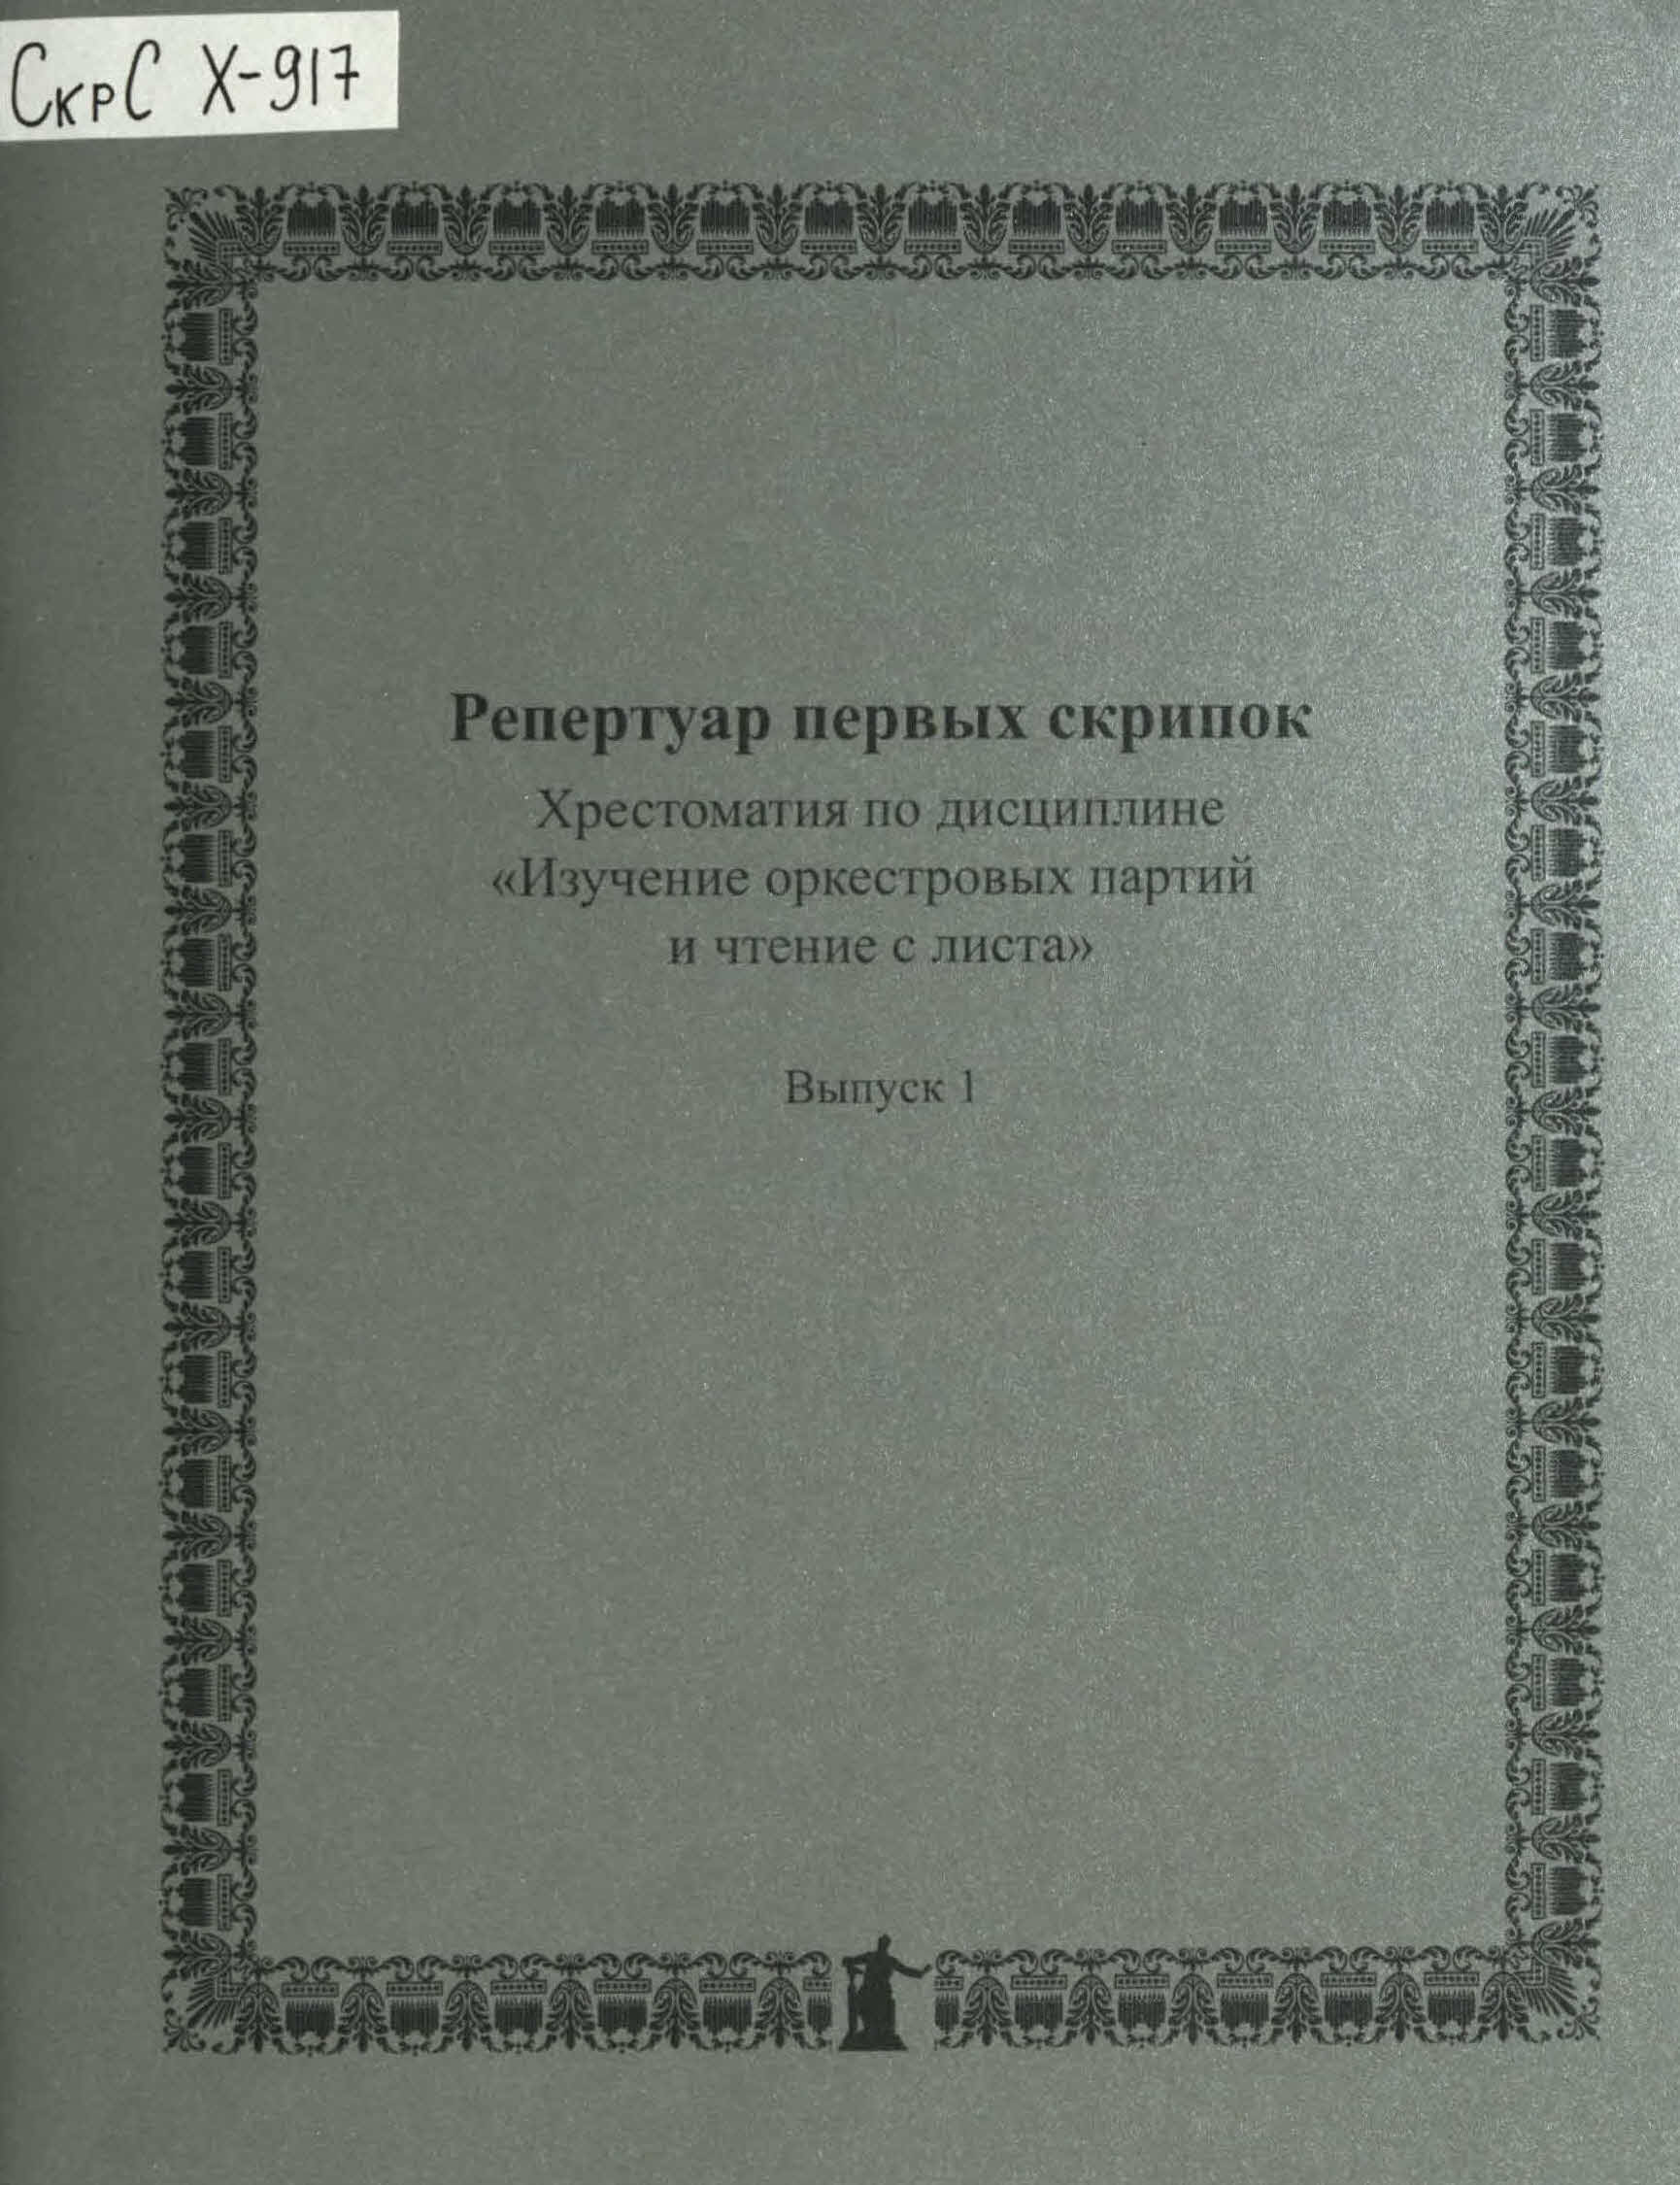 СкрС Х-917
Репертуар первых скрипок
Хрестоматия по дисциплине
«Изучение оркестровых партий
и чтение с листа»
Выпуск 1